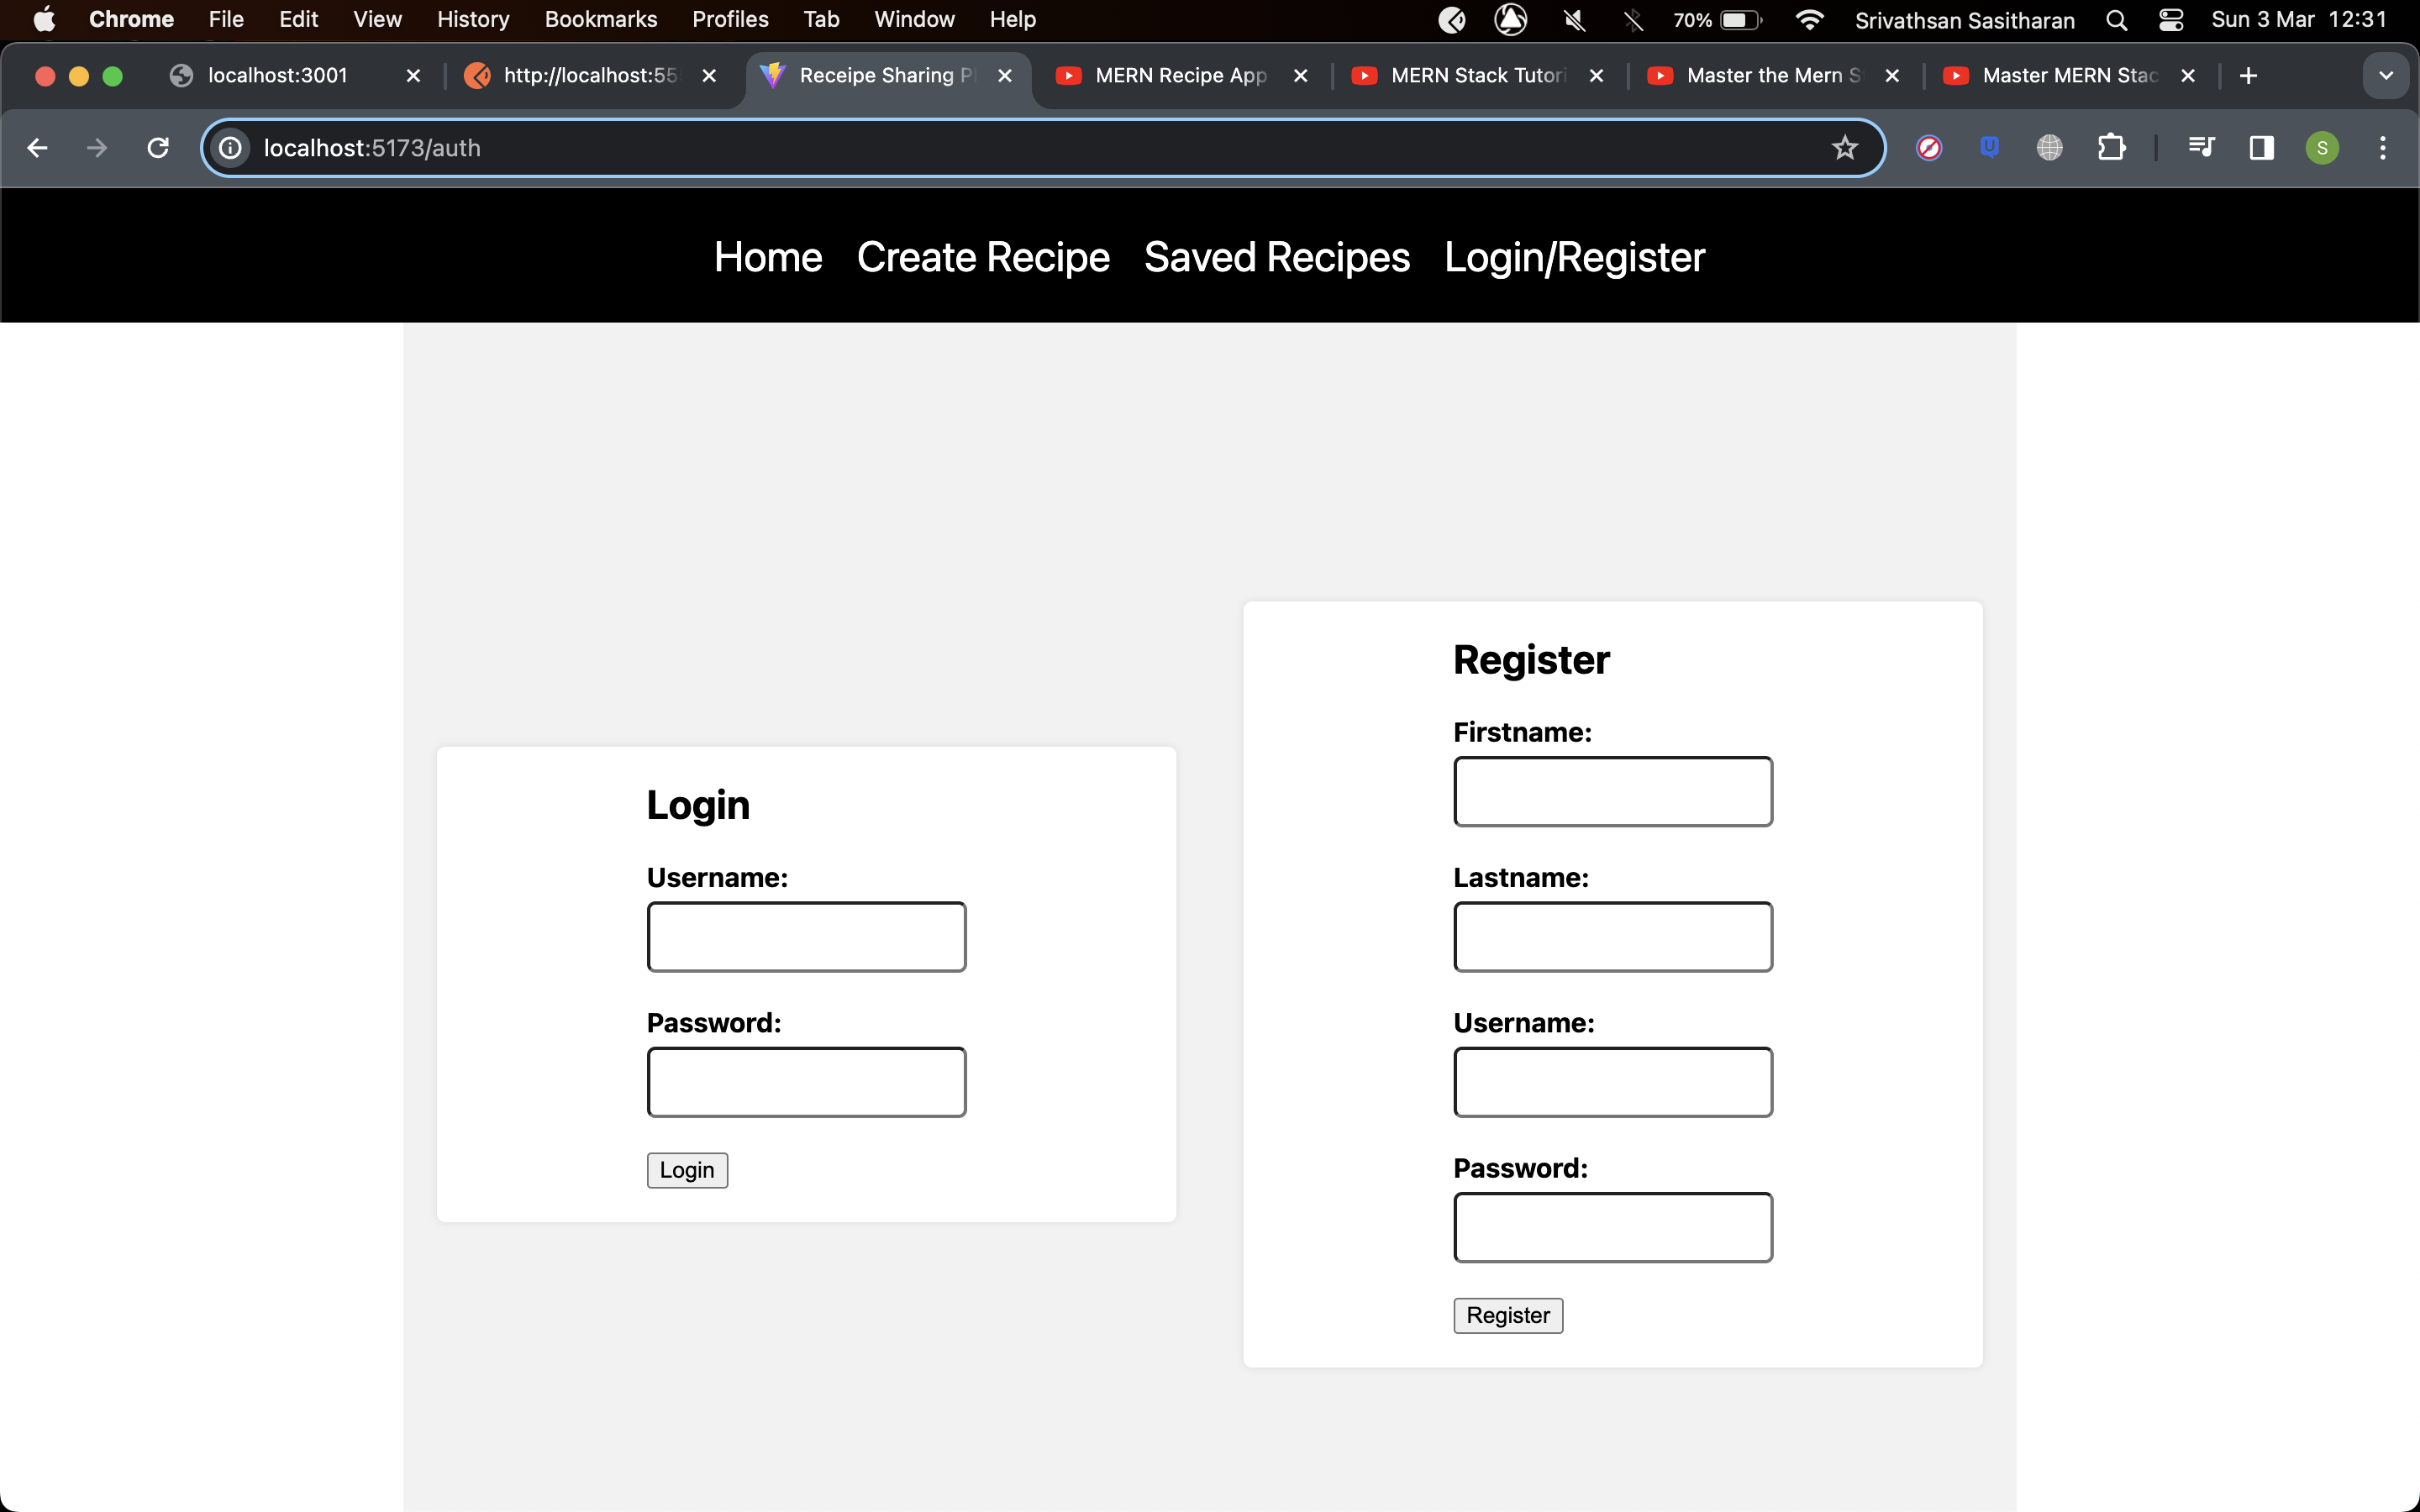 Chrome File Edit View History Bookmarks Profiles Tab Window Help 70% Srivathsan Sasitharan Sun 3 Mar 12:31
localhost:3001 http://localhost:55 Receipe Sharing Pl MERN Recipe App MERN Stack Tutori Master the Mern S Master MERN Stac
localhost:5173/auth S
Home Create Recipe Saved Recipes Login/Register
Login
Username:
Password:
Login
Register
Firstname:
Lastname:
Username:
Password:
Register